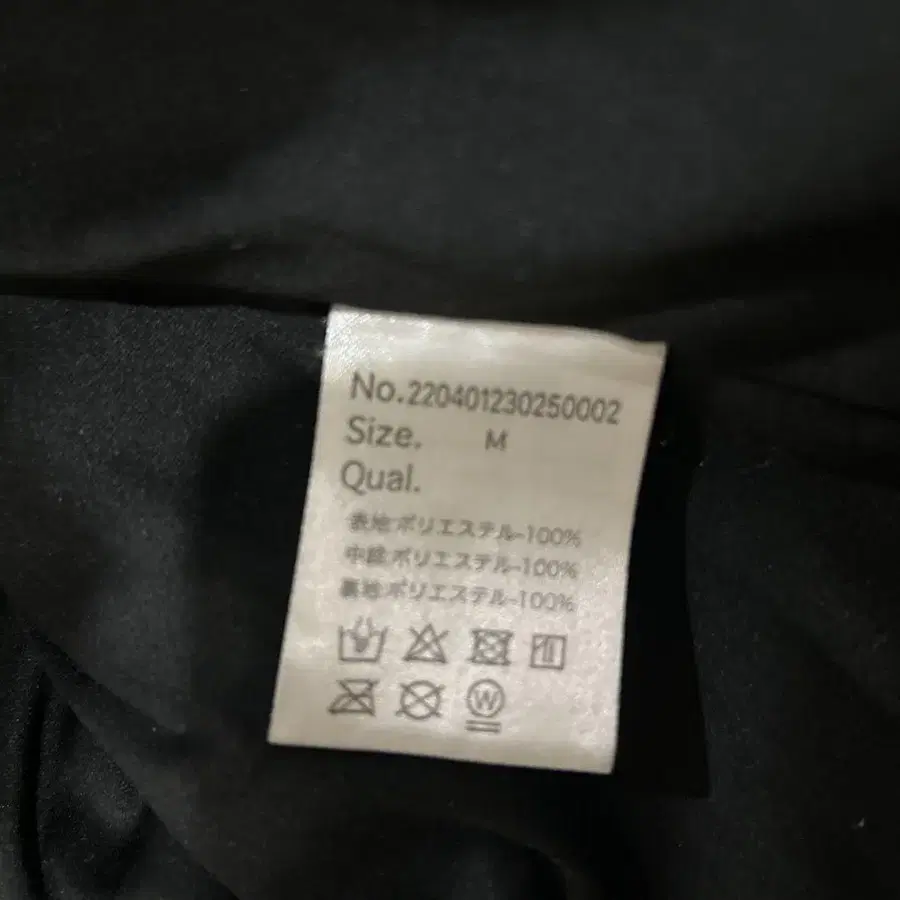 No.220401230250002
Size. M
Qual.
表地:ポリエステル-100%
中綿:ポリエステル-100%
裏地:ポリエステル-100%
W